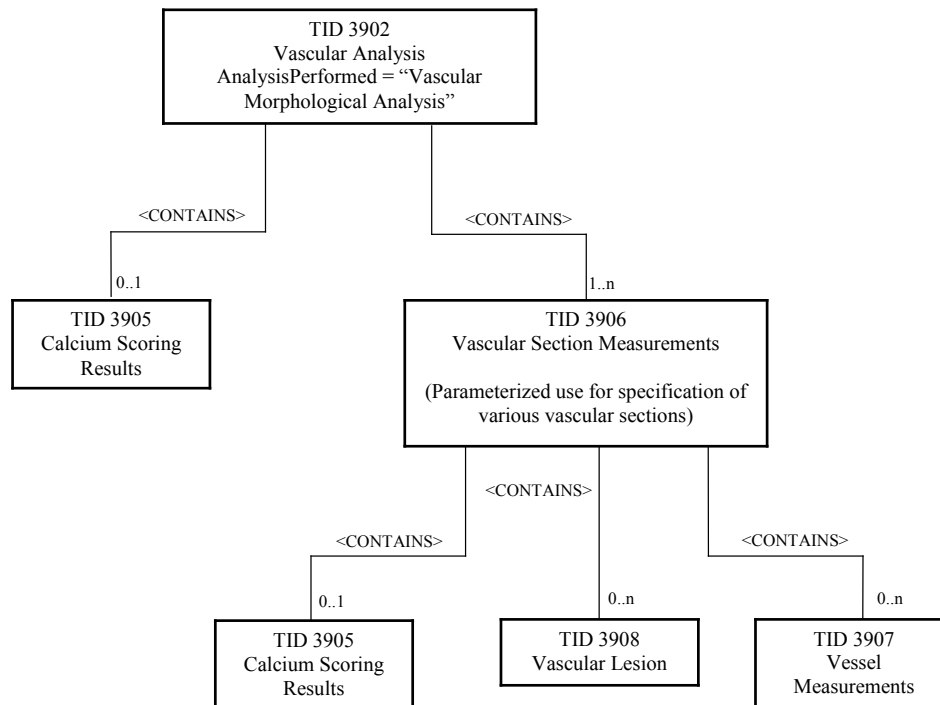 TID 3902
Vascular Analysis
AnalysisPerformed = “Vascular
Morphological Analysis”
<CONTAINS>
<CONTAINS>
0..1
1..n
TID 3905
Calcium Scoring
Results
TID 3906
Vascular Section Measurements
(Parameterized use for specification of
various vascular sections)
<CONTAINS>
<CONTAINS>
<CONTAINS>
0..1
0..n
0..n
TID 3905
Calcium Scoring
Results
TID 3908
Vascular Lesion
TID 3907
Vessel
Measurements